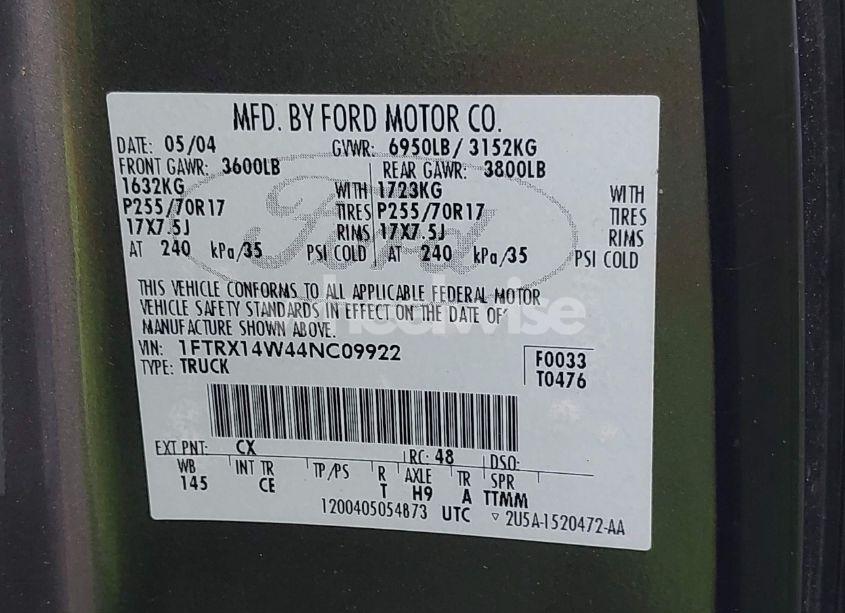 MFD. BY FORD MOTOR CO.
DATE: 05/04 GVWR: 6950LB / 3152KG
FRONT GAWR: 3600LB REAR GAWR: 3800LB
1632KG WITH 1723KG WITH
P255/70R17 TIRES P255/70R17 TIRES
17X7.5J RIMS 17X7.5J RIMS
AT 240 kPa/35 PSI COLD AT 240 kPa/35 PSI COLD
Ford
THIS VEHICLE CONFORMS TO ALL APPLICABLE FEDERAL MOTOR
VEHICLE SAFETY STANDARDS IN EFFECT ON THE DATE OF
MANUFACTURE SHOWN ABOVE.
wheelwise
VIN: 1FTRX14W44NC09922 F0033
TYPE: TRUCK T0476
EXT PNT: CX RC: 48 DSO:
WB INT TR TP/PS R AXLE TR SPR
145 CE T H9 A TTMM
1200405054873 UTC ▿ 2U5A-1520472-AA